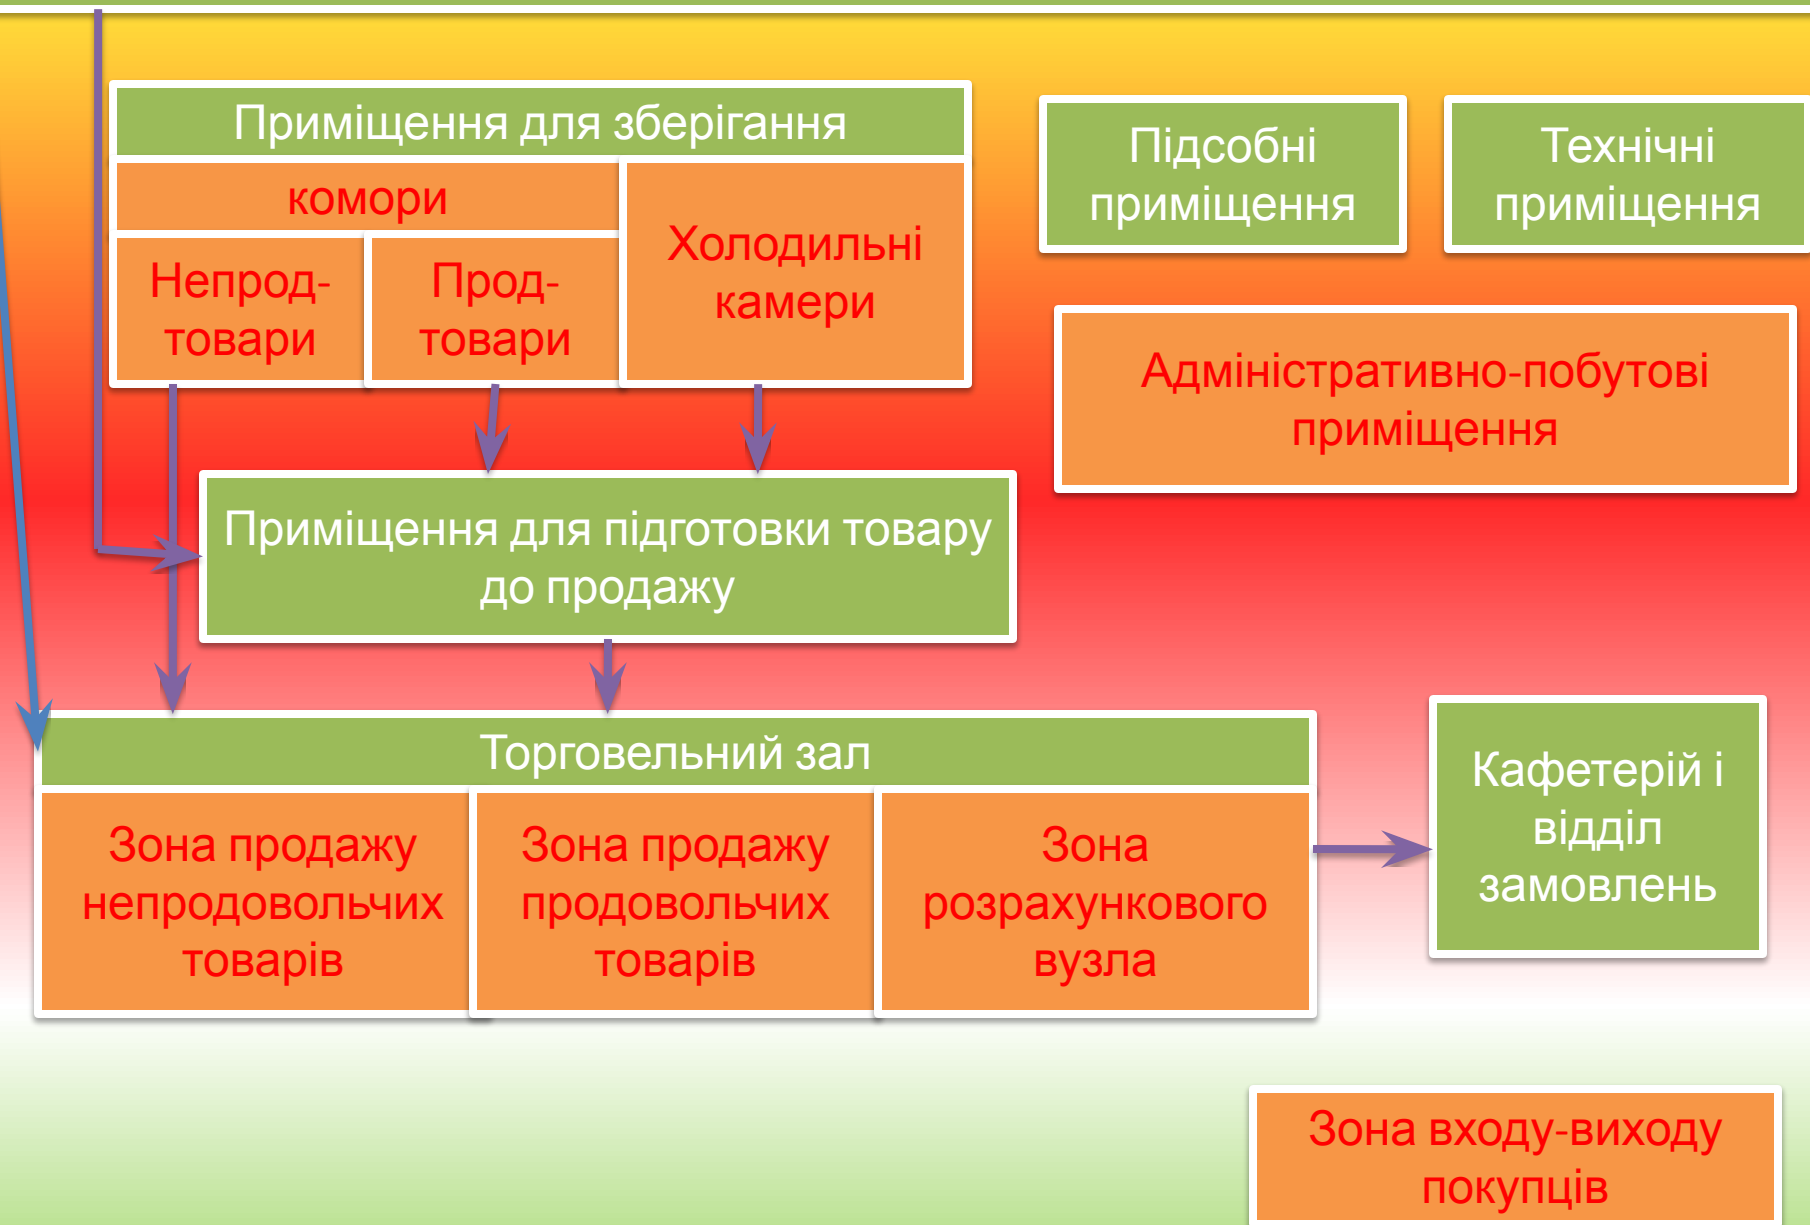 Приміщення для зберігання
комори
Непрод-
товари
Прод-
товари
Холодильні
камери
Підсобні
приміщення
Технічні
приміщення
Адміністративно-побутові
приміщення
Приміщення для підготовки товару
до продажу
Торговельний зал
Зона продажу
непродовольчих
товарів
Зона продажу
продовольчих
товарів
Зона
розрахункового
вузла
Кафетерій і
відділ
замовлень
Зона входу-виходу
покупців